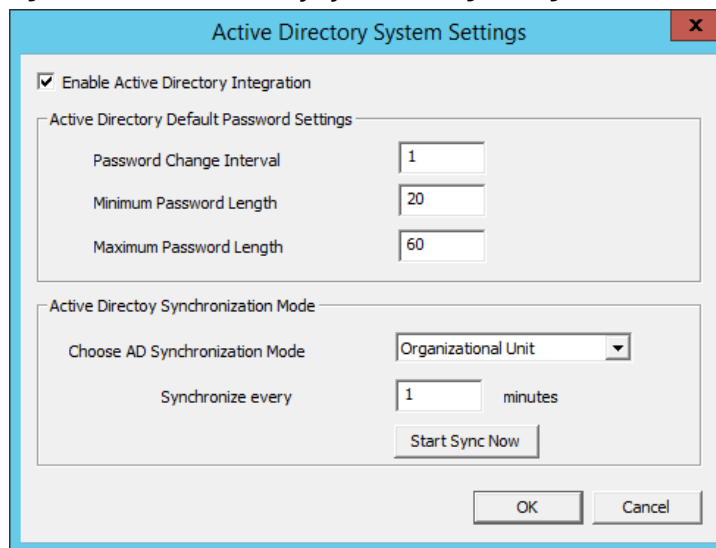 Active Directory System Settings
x
Enable Active Directory Integration
Active Directory Default Password Settings
Password Change Interval 1
Minimum Password Length 20
Maximum Password Length 60
Active Directoy Synchronization Mode
Choose AD Synchronization Mode Organizational Unit
Synchronize every 1 minutes
Start Sync Now
OK Cancel